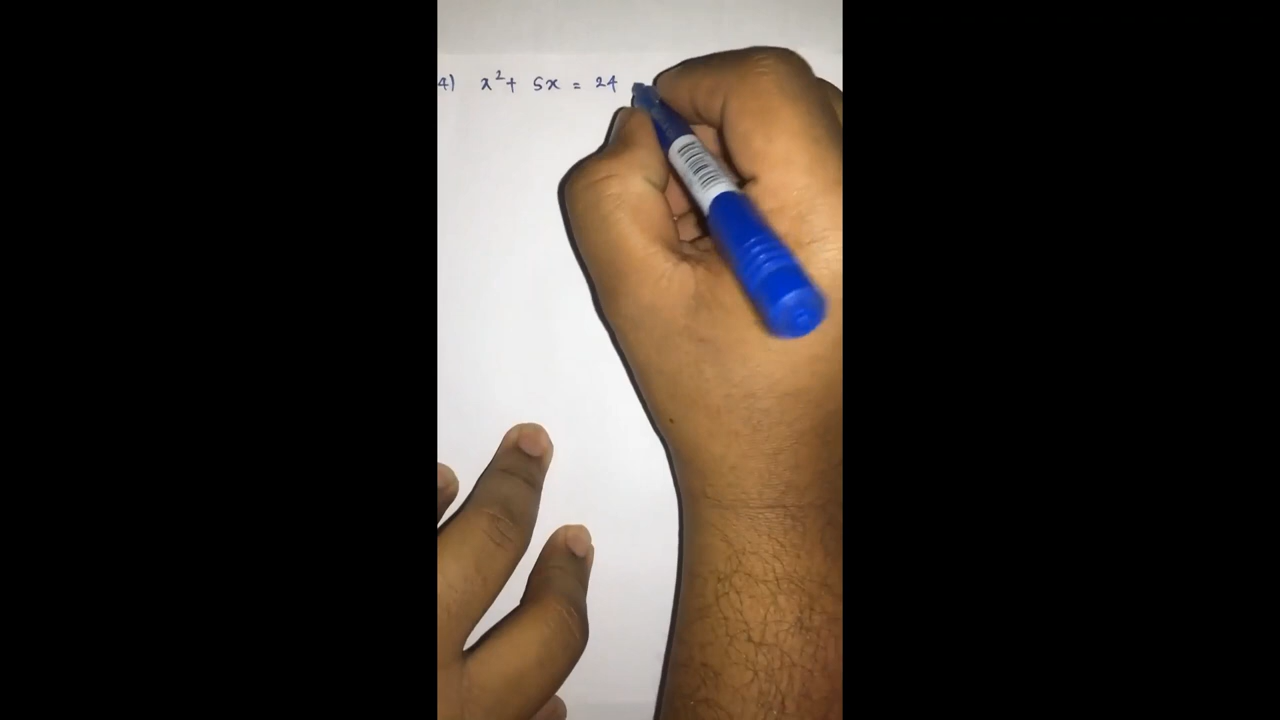 4) x² + 5x = 24